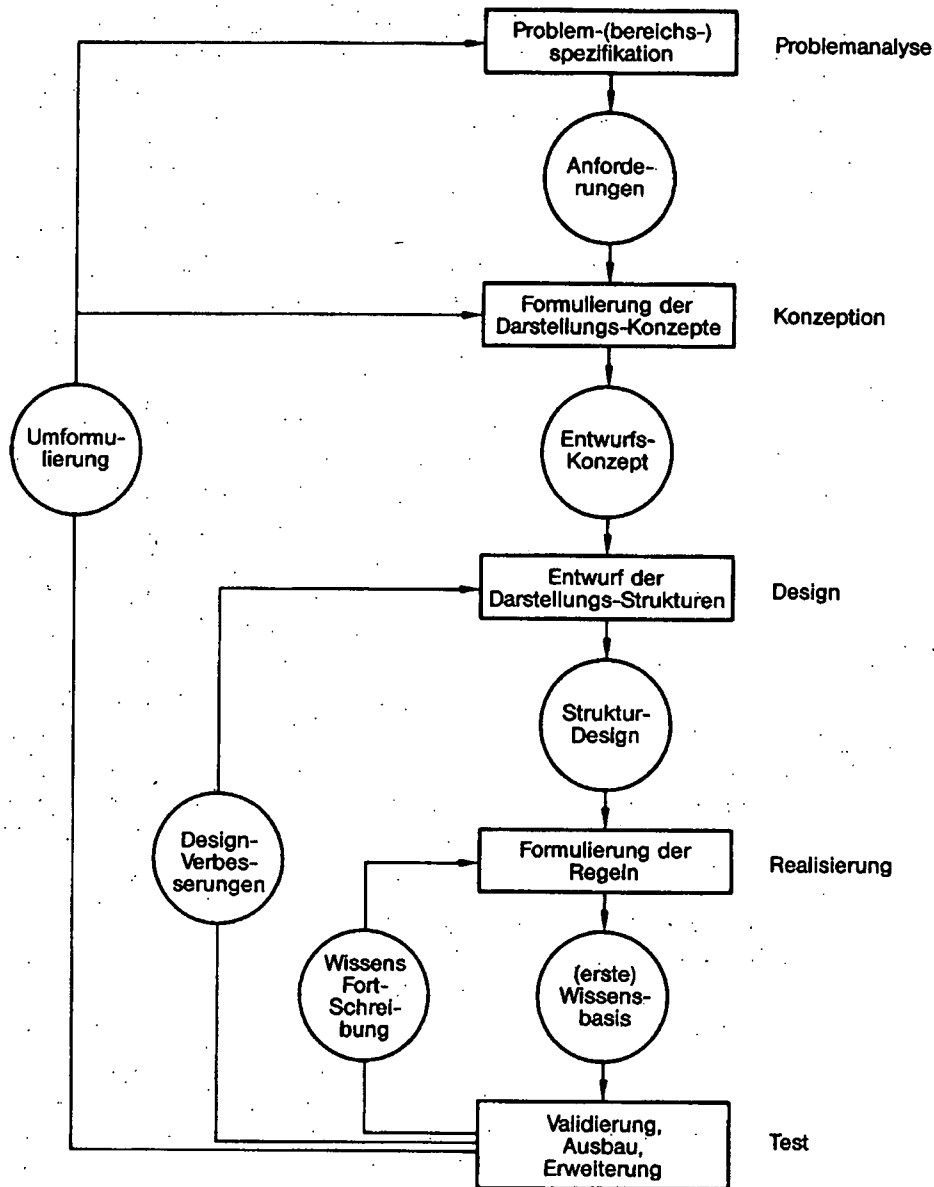 Problem-(bereichs-)
spezifikation
Problemanalyse
Anforde-
rungen
Formulierung der
Darstellungs-Konzepte
Konzeption
Umformu-
lierung
Entwurfs-
Konzept
Entwurf der
Darstellungs-Strukturen
Design
Struktur-
Design
Design-
Verbes-
serungen
Formulierung der
Regeln
Realisierung
Wissens
Fort-
Schrei-
bung
(erste)
Wissens-
basis
Validierung,
Ausbau,
Erweiterung
Test